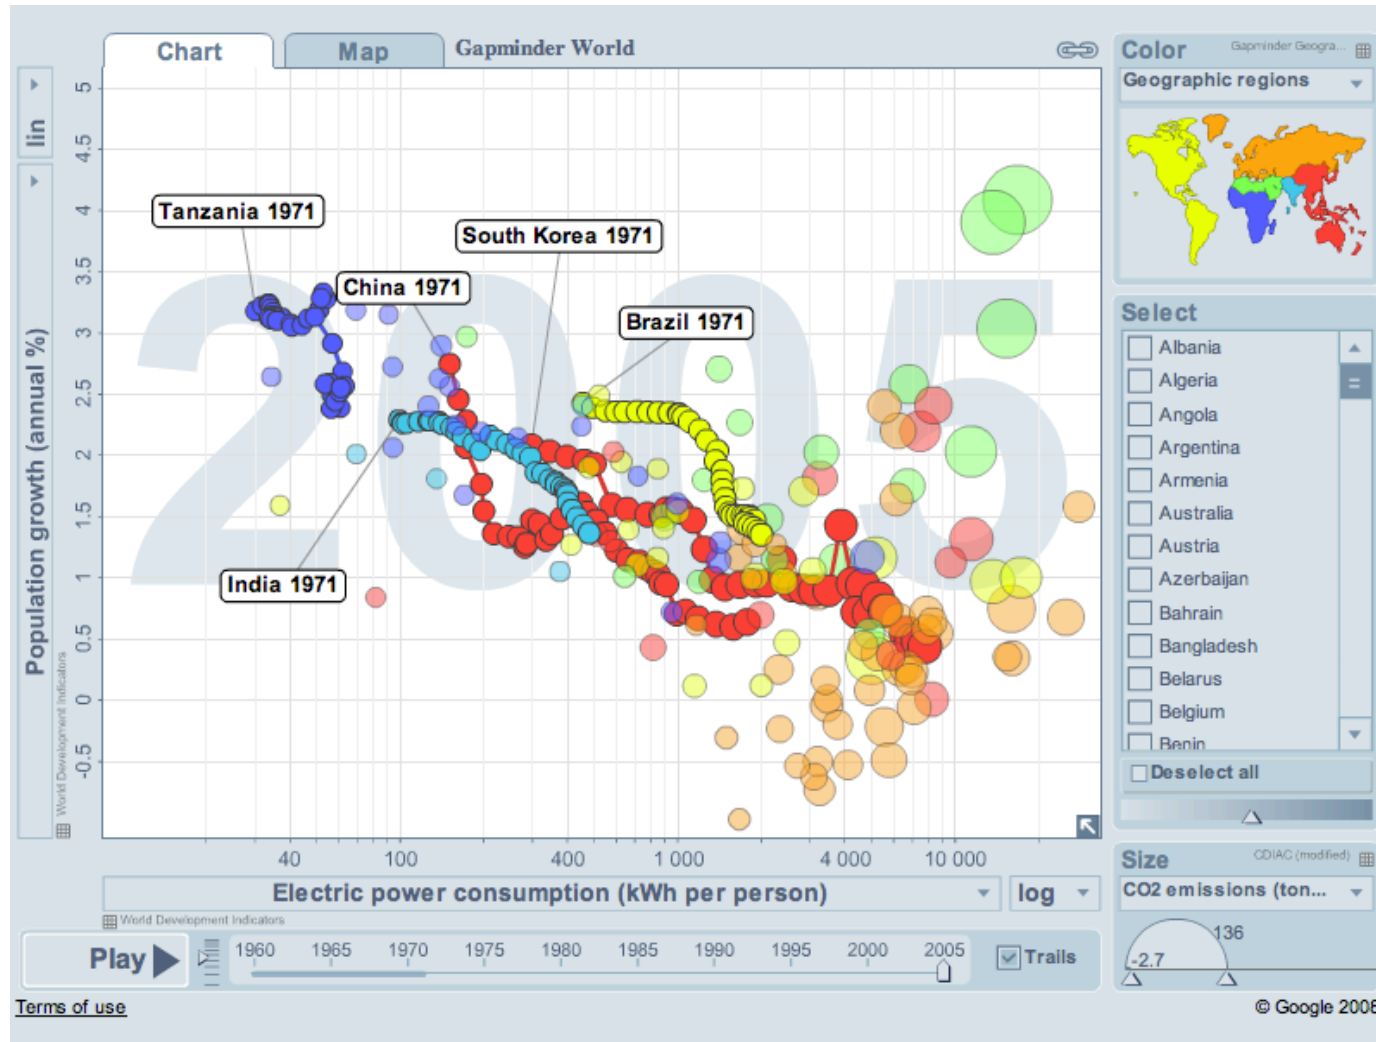 Chart
Map
Gapminder World
Color
Gapminder Geogra...
Geographic regions
lin
Population growth (annual %)
World Development Indicators
5
4.5
4
3.5
3
2.5
2
1.5
1
0.5
0
-0.5
2005
Tanzania 1971
South Korea 1971
China 1971
Brazil 1971
India 1971
Select
Albania
Algeria
Angola
Argentina
Armenia
Australia
Austria
Azerbaijan
Bahrain
Bangladesh
Belarus
Belgium
Benin
Deselect all
40 100 400 1 000 4 000 10 000
Electric power consumption (kWh per person)
log
World Development Indicators
Size
CDIAC (modified)
CO2 emissions (ton...
136
-2.7
Play
1960 1965 1970 1975 1980 1985 1990 1995 2000 2005
Trails
Terms of use
© Google 2008